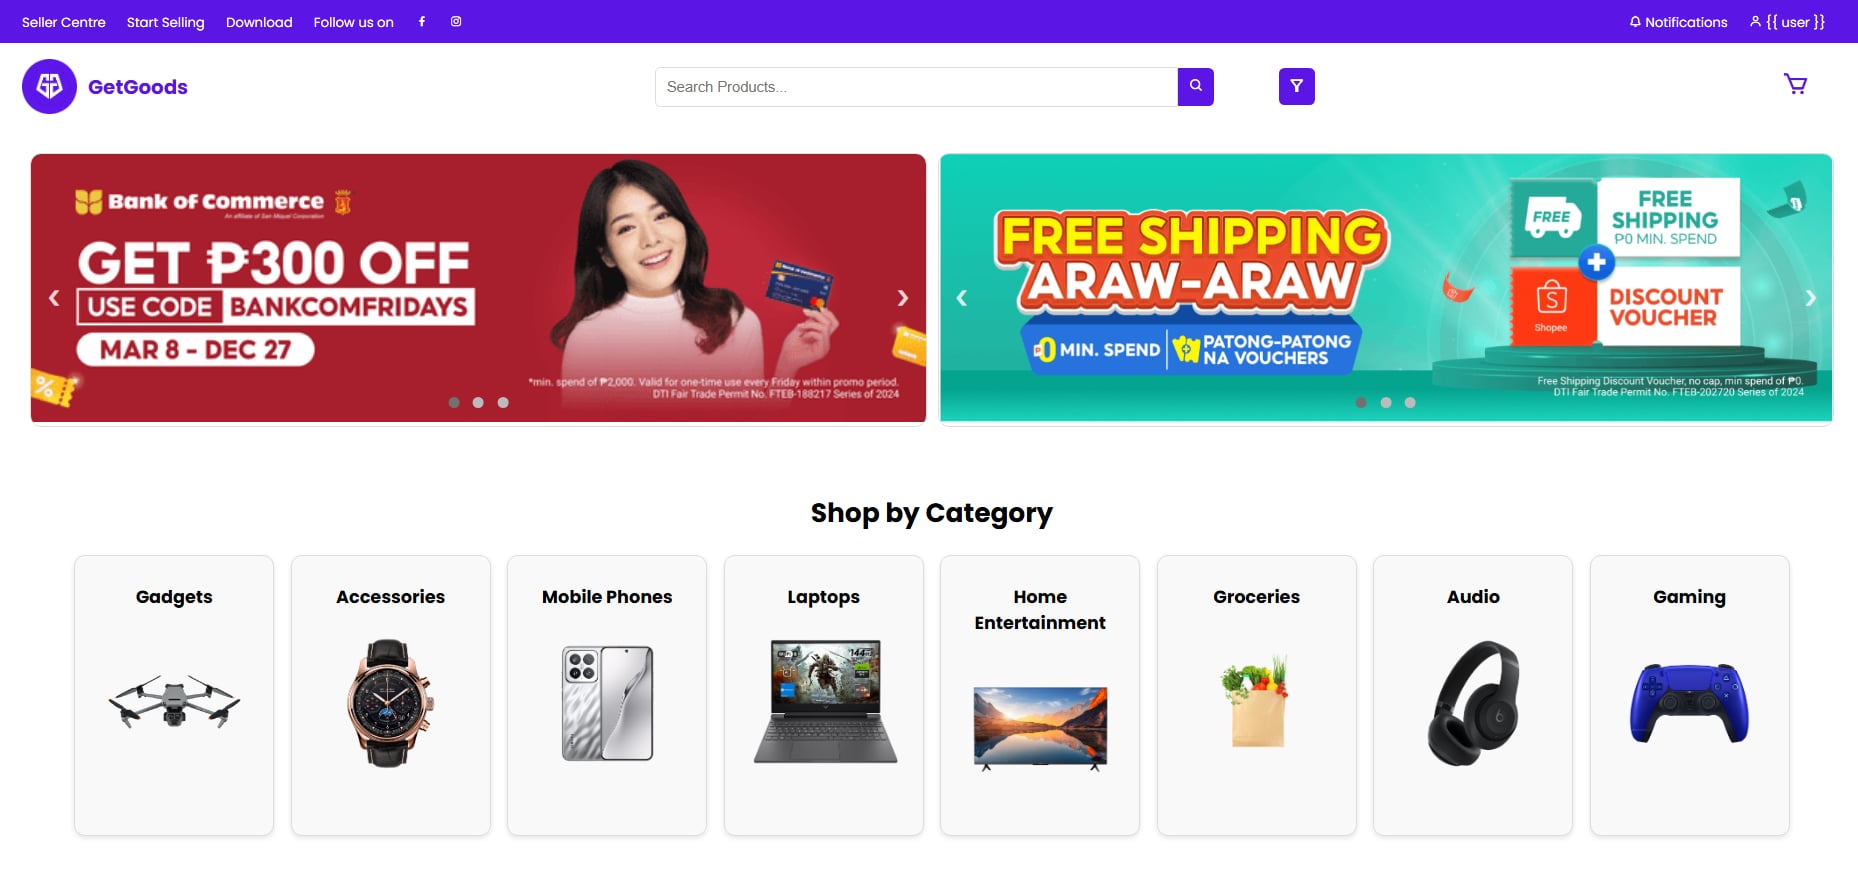 Seller Centre Start Selling Download Follow us on
Notifications {{ user }}
GetGoods
Search Products...
Bank of Commerce
An affiliate of San Miguel Corporation
GET ₱300 OFF
USE CODE BANKCOMFRIDAYS
MAR 8 - DEC 27
*min. spend of ₱2,000. Valid for one-time use every Friday within promo period.
DTI Fair Trade Permit No. FTEB-188217 Series of 2024
FREE SHIPPING
ARAW-ARAW
₱0 MIN. SPEND
PATONG-PATONG
NA VOUCHERS
FREE
FREE
SHIPPING
₱0 MIN. SPEND
Shopee
DISCOUNT
VOUCHER
Free Shipping Discount Voucher, no cap, min spend of ₱0.
DTI Fair Trade Permit No. FTEB-202720 Series of 2024
Shop by Category
Gadgets
Accessories
Mobile Phones
Laptops
Home
Entertainment
Groceries
Audio
Gaming